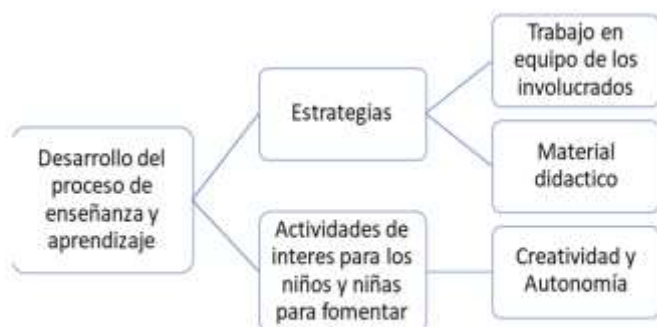 Desarrollo del
proceso de
enseñanza y
aprendizaje
Estrategias
Trabajo en
equipo de los
involucrados
Material
didactico
Actividades de
interes para los
niños y niñas
para fomentar
Creatividad y
Autonomía